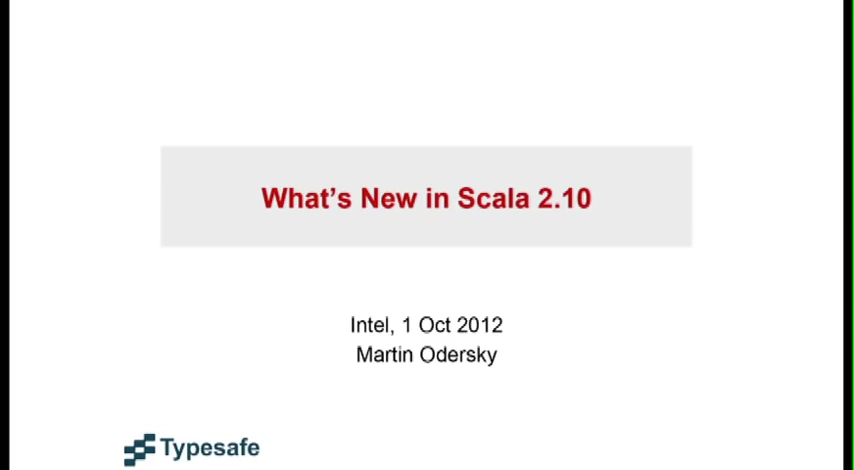 What's New in Scala 2.10
Intel, 1 Oct 2012
Martin Odersky
Typesafe